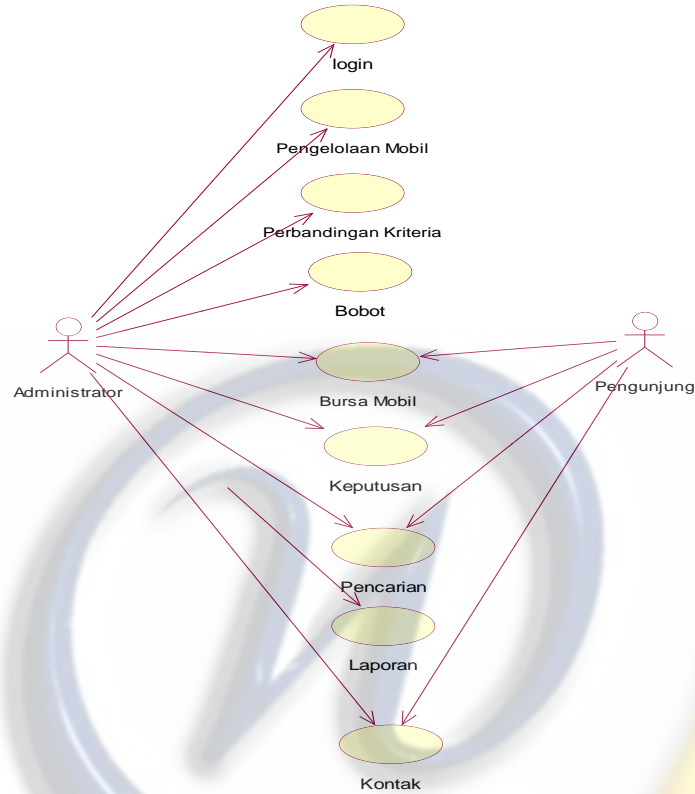 login
Pengelolaan Mobil
Perbandingan Kriteria
Bobot
Administrator
Pengunjung
Bursa Mobil
Keputusan
Pencarian
Laporan
Kontak